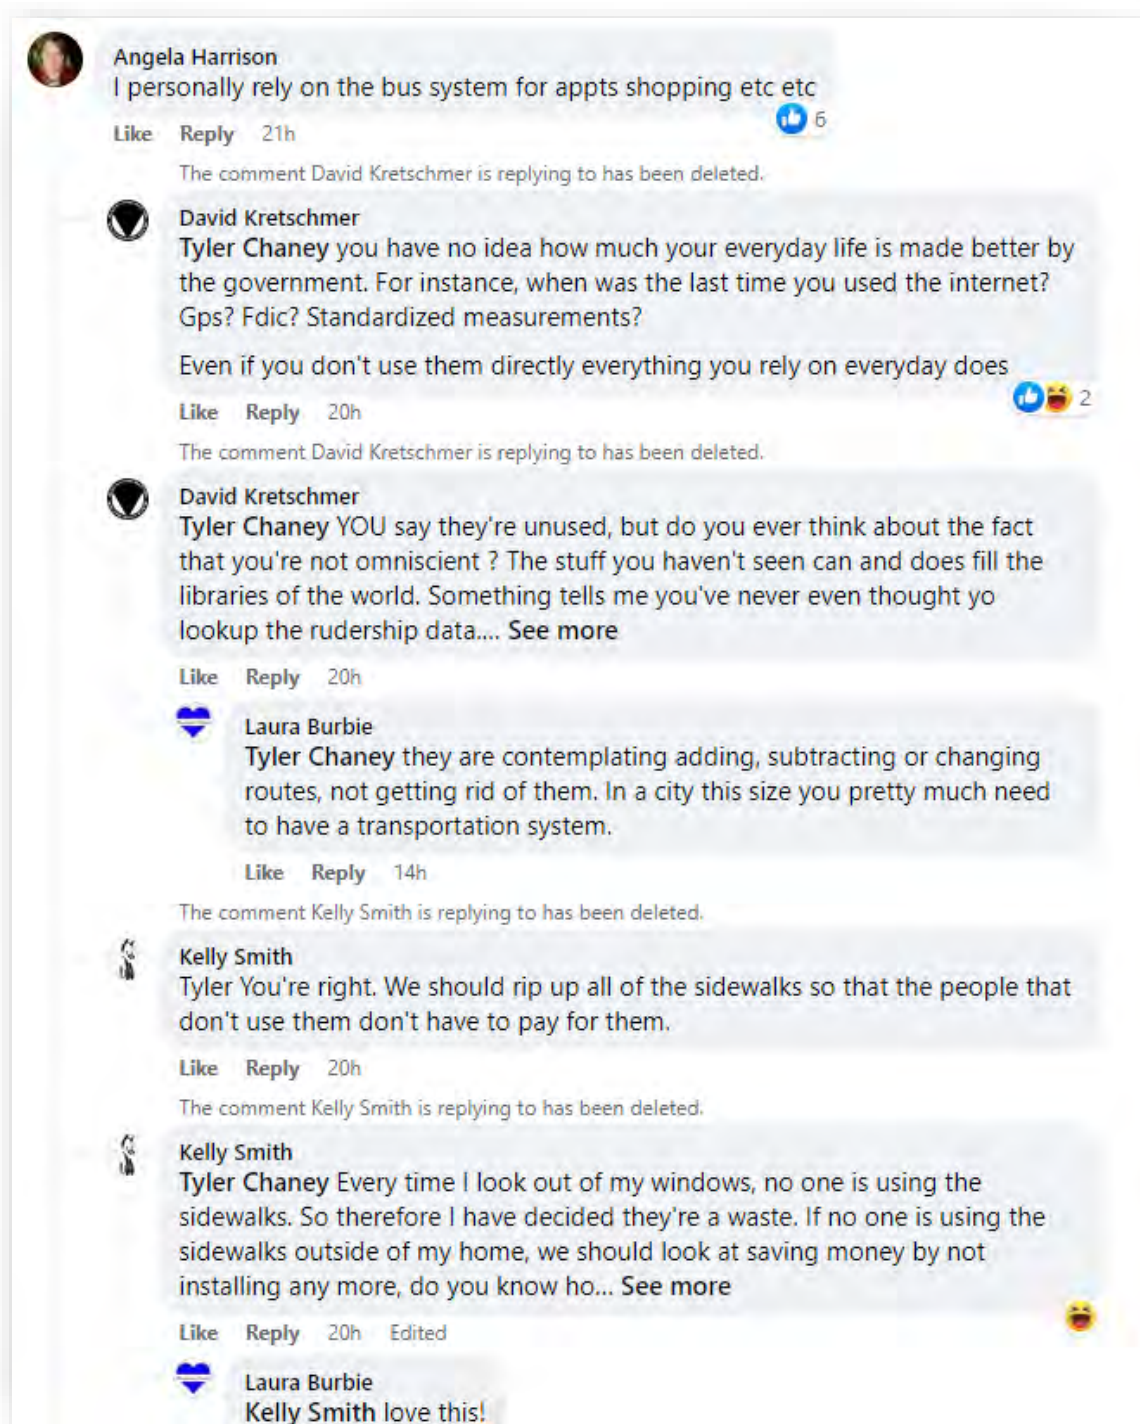 Angela Harrison
I personally rely on the bus system for appts shopping etc etc
6
Like Reply 21h
The comment David Kretschmer is replying to has been deleted.
David Kretschmer
Tyler Chaney you have no idea how much your everyday life is made better by
the government. For instance, when was the last time you used the internet?
Gps? Fdic? Standardized measurements?
Even if you don't use them directly everything you rely on everyday does
2
Like Reply 20h
The comment David Kretschmer is replying to has been deleted.
David Kretschmer
Tyler Chaney YOU say they're unused, but do you ever think about the fact
that you're not omniscient ? The stuff you haven't seen can and does fill the
libraries of the world. Something tells me you've never even thought yo
lookup the rudership data.... See more
Like Reply 20h
Laura Burbie
Tyler Chaney they are contemplating adding, subtracting or changing
routes, not getting rid of them. In a city this size you pretty much need
to have a transportation system.
Like Reply 14h
The comment Kelly Smith is replying to has been deleted.
Kelly Smith
Tyler You're right. We should rip up all of the sidewalks so that the people that
don't use them don't have to pay for them.
Like Reply 20h
The comment Kelly Smith is replying to has been deleted.
Kelly Smith
Tyler Chaney Every time I look out of my windows, no one is using the
sidewalks. So therefore I have decided they're a waste. If no one is using the
sidewalks outside of my home, we should look at saving money by not
installing any more, do you know ho... See more
Like Reply 20h Edited
Laura Burbie
Kelly Smith love this!